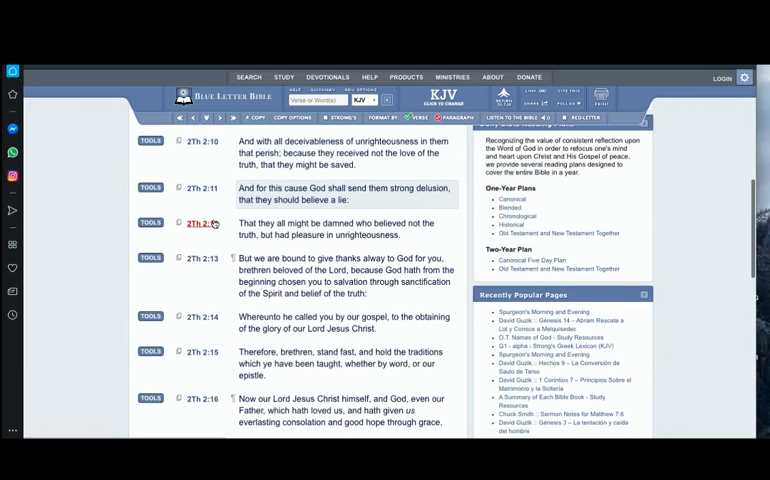 SEARCH STUDY DEVOTIONALS HELP PRODUCTS MINISTRIES ABOUT DONATE
LOGIN
BLUE LETTER BIBLE
HELP QUICKNAV ADV OPTIONS
Verse or Word(s) KJV
KJV
CLICK TO CHANGE
RETURN TO TOP
LINK
CITE THIS
SHARE
FOLLOW
PRINT
COPY COPY OPTIONS STRONG'S FORMAT BY: VERSE PARAGRAPH LISTEN TO THE BIBLE RED-LETTER
TOOLS 2Th 2:10 And with all deceivableness of unrighteousness in them
that perish; because they received not the love of the
truth, that they might be saved.
TOOLS 2Th 2:11 And for this cause God shall send them strong delusion,
that they should believe a lie:
TOOLS 2Th 2: That they all might be damned who believed not the
truth, but had pleasure in unrighteousness.
TOOLS 2Th 2:13 ¶ But we are bound to give thanks alway to God for you,
brethren beloved of the Lord, because God hath from the
beginning chosen you to salvation through sanctification
of the Spirit and belief of the truth:
TOOLS 2Th 2:14 Whereunto he called you by our gospel, to the obtaining
of the glory of our Lord Jesus Christ.
TOOLS 2Th 2:15 Therefore, brethren, stand fast, and hold the traditions
which ye have been taught, whether by word, or our
epistle.
TOOLS 2Th 2:16 ¶ Now our Lord Jesus Christ himself, and God, even our
Father, which hath loved us, and hath given us
everlasting consolation and good hope through grace,
Recognizing the value of consistent reflection upon
the Word of God in order to refocus one's mind
and heart upon Christ and His Gospel of peace,
we provide several reading plans designed to
cover the entire Bible in a year.
One-Year Plans
Canonical
Blended
Chronological
Historical
Old Testament and New Testament Together
Two-Year Plan
Canonical Five Day Plan
Old Testament and New Testament Together
Recently Popular Pages
Spurgeon's Morning and Evening
David Guzik :: Génesis 14 – Abram Rescata a
Lot y Conoce a Melquisedec
O.T. Names of God - Study Resources
G1 - alpha - Strong's Greek Lexicon (KJV)
Spurgeon's Morning and Evening
David Guzik :: Hechos 9 – La Conversión de
Saulo de Tarso
David Guzik :: 1 Corintios 7 – Principios Sobre el
Matrimonio y la Soltería
A Summary of Each Bible Book - Study
Resources
Chuck Smith :: Sermon Notes for Matthew 7:6
David Guzik :: Génesis 3 – La tentación y caída
del hombre